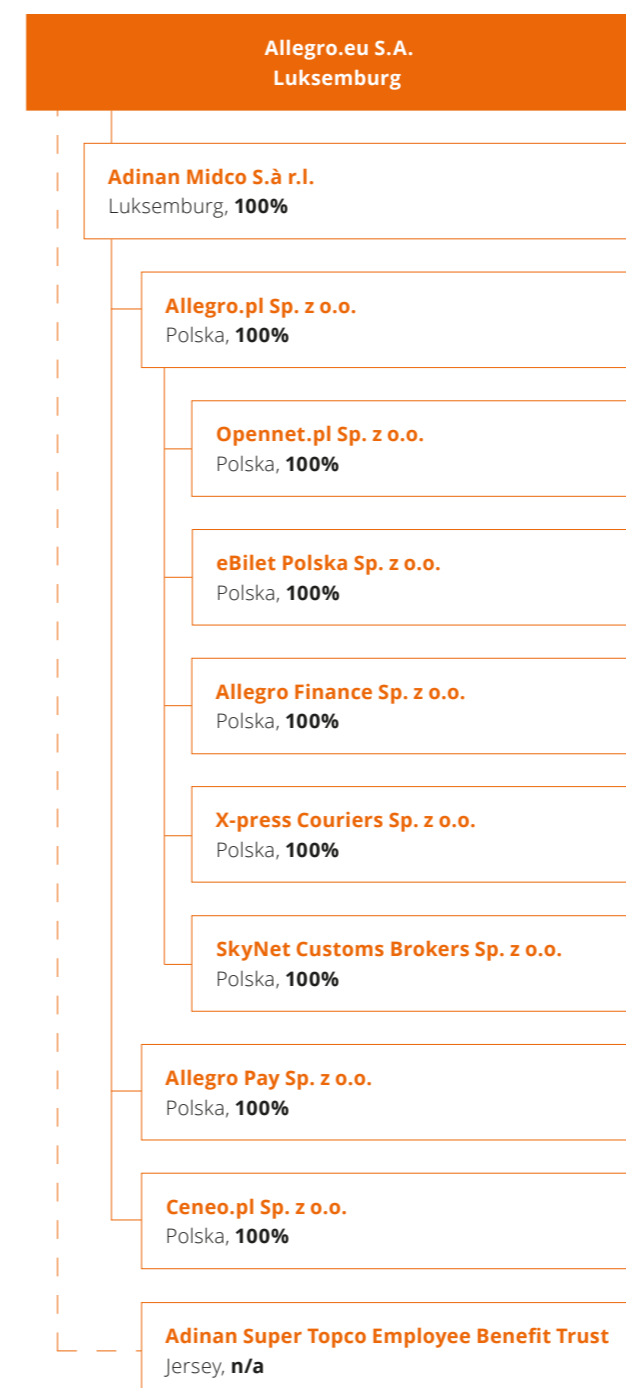 Allegro.eu S.A.
Luksemburg
Adinan Midco S.à r.l.
Luksemburg, 100%
Allegro.pl Sp. z o.o.
Polska, 100%
Opennet.pl Sp. z o.o.
Polska, 100%
eBilet Polska Sp. z o.o.
Polska, 100%
Allegro Finance Sp. z o.o.
Polska, 100%
X-press Couriers Sp. z o.o.
Polska, 100%
SkyNet Customs Brokers Sp. z o.o.
Polska, 100%
Allegro Pay Sp. z o.o.
Polska, 100%
Ceneo.pl Sp. z o.o.
Polska, 100%
Adinan Super Topco Employee Benefit Trust
Jersey, n/a